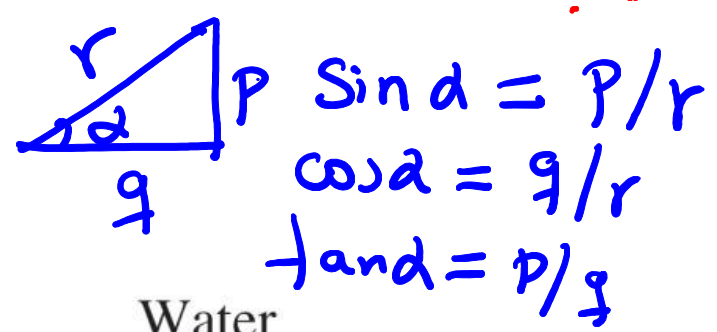 r
p
α
q
sin α = p/r
cos α = q/r
tan α = p/q
Water